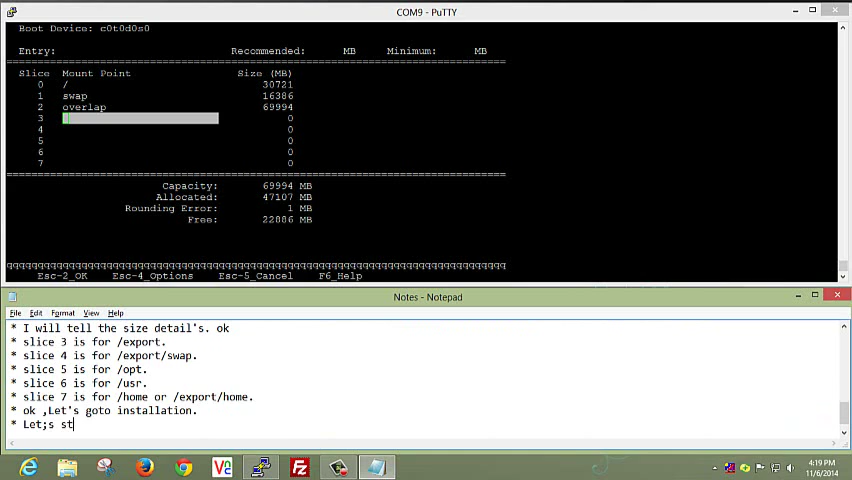 COM9 - PuTTY
Boot Device: c0t0d0s0
Entry: Recommended: MB Minimum: MB
================================================================
Slice Mount Point Size (MB)
0 / 30721
1 swap 16386
2 overlap 69994
3 0
4 0
5 0
6 0
7 0
================================================================
Capacity: 69994 MB
Allocated: 47107 MB
Rounding Error: 1 MB
Free: 22886 MB
qqqqqqqqqqqqqqqqqqqqqqqqqqqqqqqqqqqqqqqqqqqqqqqqqqqqqqqqqqqqqqqq
Esc-2_OK Esc-4_Options Esc-5_Cancel F6_Help
Notes - Notepad
File Edit Format View Help
* I will tell the size detail's. ok
* slice 3 is for /export.
* slice 4 is for /export/swap.
* slice 5 is for /opt.
* slice 6 is for /usr.
* slice 7 is for /home or /export/home.
* ok ,Let's goto installation.
* Let;s st
4:19 PM
11/6/2014